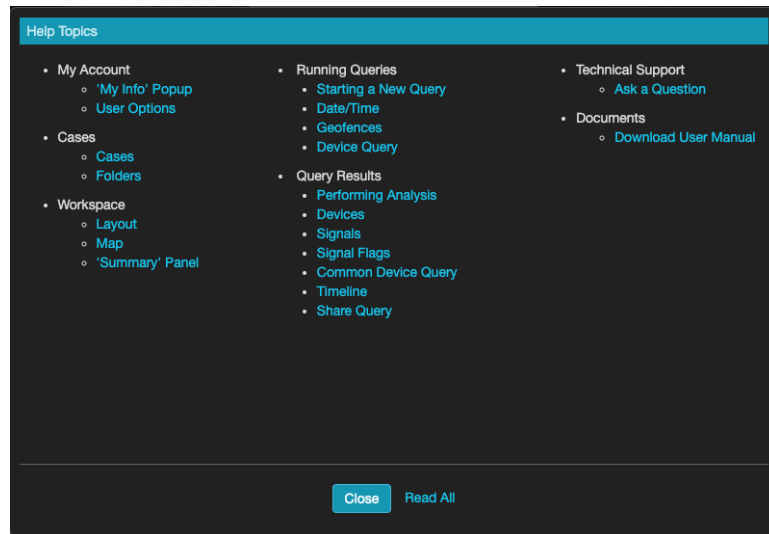 Help Topics
My Account
'My Info' Popup
User Options
Cases
Cases
Folders
Workspace
Layout
Map
'Summary' Panel
Running Queries
Starting a New Query
Date/Time
Geofences
Device Query
Query Results
Performing Analysis
Devices
Signals
Signal Flags
Common Device Query
Timeline
Share Query
Technical Support
Ask a Question
Documents
Download User Manual
Close
Read All